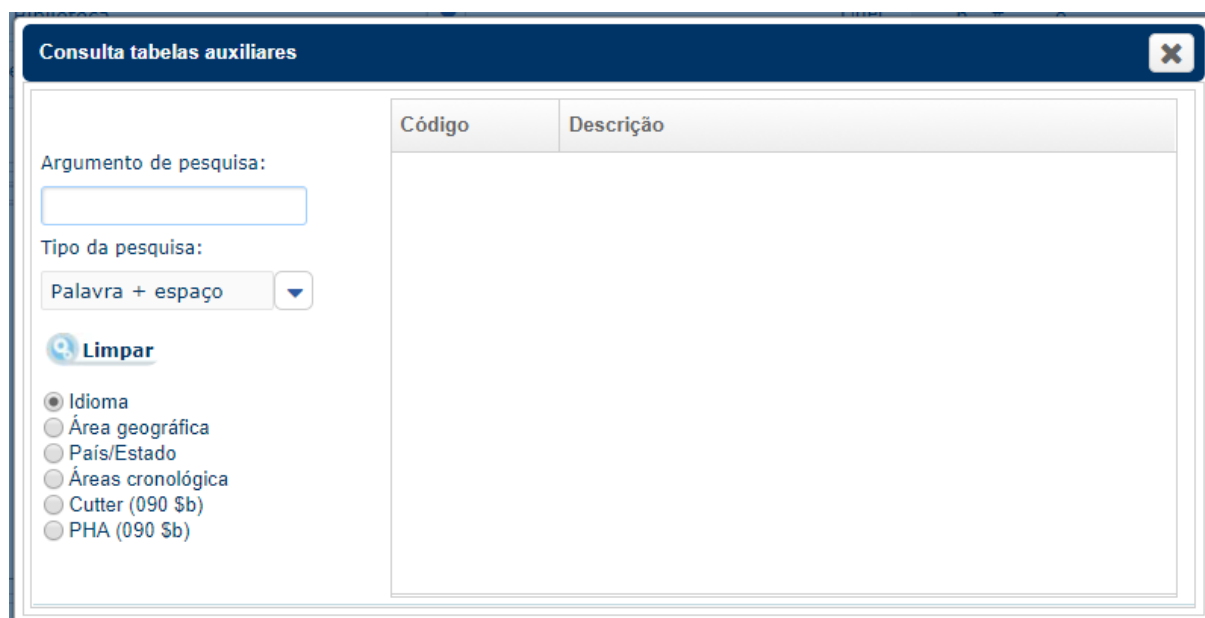 Consulta tabelas auxiliares
Código Descrição
Argumento de pesquisa:
Tipo da pesquisa:
Palavra + espaço
Limpar
Idioma
Área geográfica
País/Estado
Áreas cronológica
Cutter (090 $b)
PHA (090 $b)